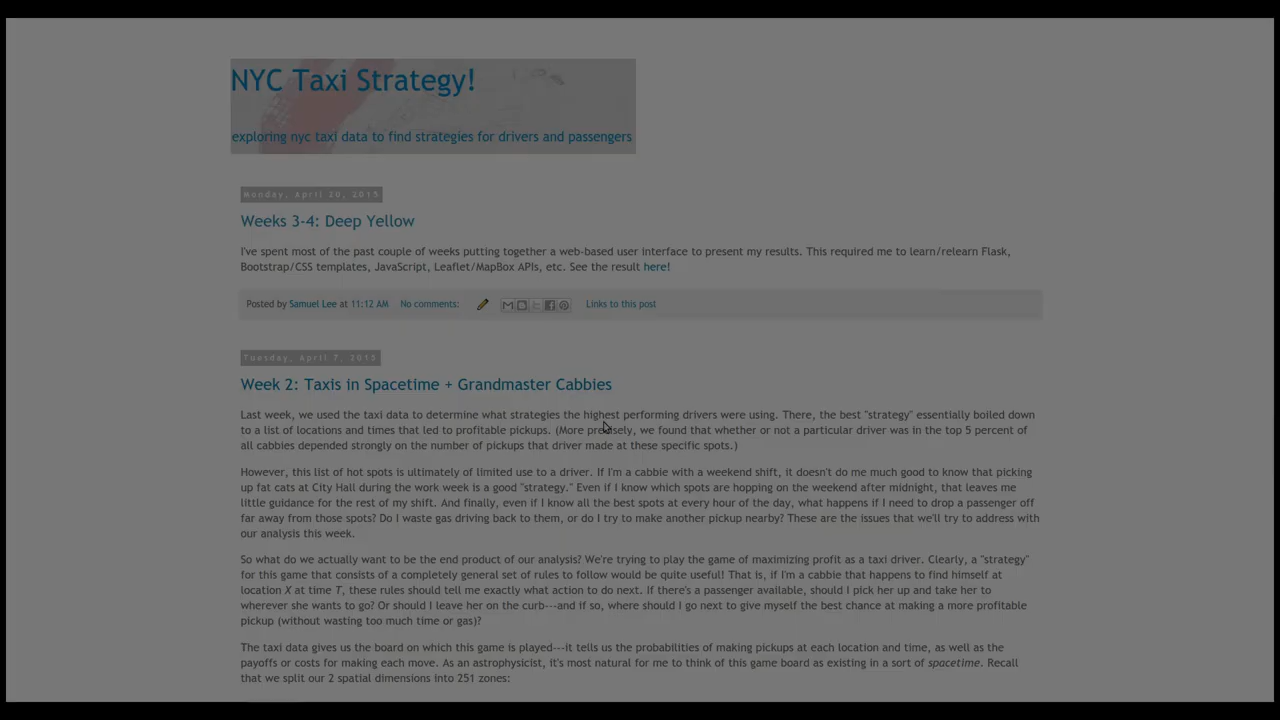 NYC Taxi Strategy!
exploring nyc taxi data to find strategies for drivers and passengers
Monday, April 20, 2015
Weeks 3-4: Deep Yellow
I've spent most of the past couple of weeks putting together a web-based user interface to present my results. This required me to learn/relearn Flask,
Bootstrap/CSS templates, JavaScript, Leaflet/MapBox APIs, etc. See the result here!
Posted by Samuel Lee at 11:12 AM No comments: Links to this post
Tuesday, April 7, 2015
Week 2: Taxis in Spacetime + Grandmaster Cabbies
Last week, we used the taxi data to determine what strategies the highest performing drivers were using. There, the best "strategy" essentially boiled down
to a list of locations and times that led to profitable pickups. (More precisely, we found that whether or not a particular driver was in the top 5 percent of
all cabbies depended strongly on the number of pickups that driver made at these specific spots.)
However, this list of hot spots is ultimately of limited use to a driver. If I'm a cabbie with a weekend shift, it doesn't do me much good to know that picking
up fat cats at City Hall during the work week is a good "strategy." Even if I know which spots are hopping on the weekend after midnight, that leaves me
little guidance for the rest of my shift. And finally, even if I know all the best spots at every hour of the day, what happens if I need to drop a passenger off
far away from those spots? Do I waste gas driving back to them, or do I try to make another pickup nearby? These are the issues that we'll try to address with
our analysis this week.
So what do we actually want to be the end product of our analysis? We're trying to play the game of maximizing profit as a taxi driver. Clearly, a "strategy"
for this game that consists of a completely general set of rules to follow would be quite useful! That is, if I'm a cabbie that happens to find himself at
location X at time T, these rules should tell me exactly what action to do next. If there's a passenger available, should I pick her up and take her to
wherever she wants to go? Or should I leave her on the curb---and if so, where should I go next to give myself the best chance at making a more profitable
pickup (without wasting too much time or gas)?
The taxi data gives us the board on which this game is played---it tells us the probabilities of making pickups at each location and time, as well as the
payoffs or costs for making each move. As an astrophysicist, it's most natural for me to think of this game board as existing in a sort of spacetime. Recall
that we split our 2 spatial dimensions into 251 zones: